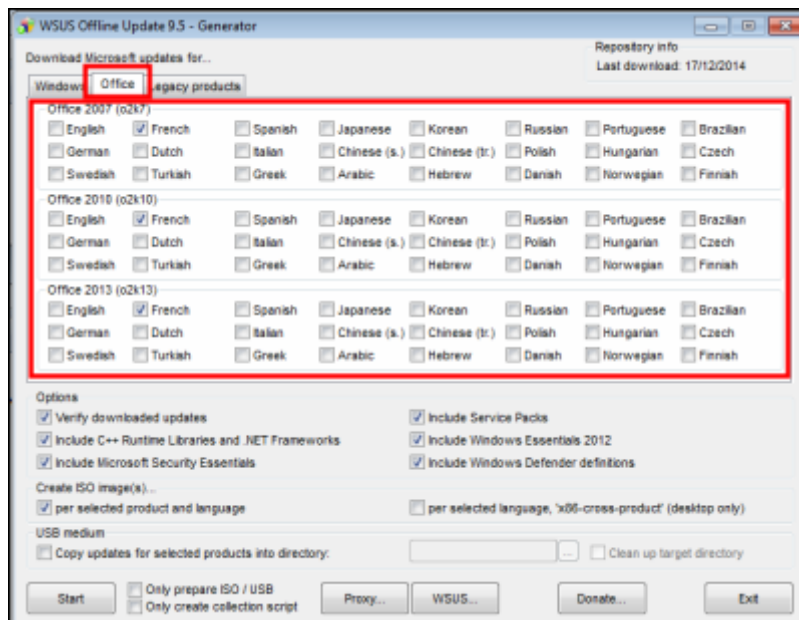 WSUS Offline Update 9.5 - Generator
Download Microsoft updates for...
Repository info
Last download: 17/12/2014
Windows Office Legacy products
Office 2007 (o2k7)
English French Spanish Japanese Korean Russian Portuguese Brazilian
German Dutch Italian Chinese (s.) Chinese (tr.) Polish Hungarian Czech
Swedish Turkish Greek Arabic Hebrew Danish Norwegian Finnish
Office 2010 (o2k10)
English French Spanish Japanese Korean Russian Portuguese Brazilian
German Dutch Italian Chinese (s.) Chinese (tr.) Polish Hungarian Czech
Swedish Turkish Greek Arabic Hebrew Danish Norwegian Finnish
Office 2013 (o2k13)
English French Spanish Japanese Korean Russian Portuguese Brazilian
German Dutch Italian Chinese (s.) Chinese (tr.) Polish Hungarian Czech
Swedish Turkish Greek Arabic Hebrew Danish Norwegian Finnish
Options
Verify downloaded updates Include Service Packs
Include C++ Runtime Libraries and .NET Frameworks Include Windows Essentials 2012
Include Microsoft Security Essentials Include Windows Defender definitions
Create ISO image(s)...
per selected product and language per selected language, 'x86-cross-product' (desktop only)
USB medium
Copy updates for selected products into directory: ... Clean up target directory
Start Only prepare ISO / USB Proxy... WSUS... Donate... Exit
Only create collection script